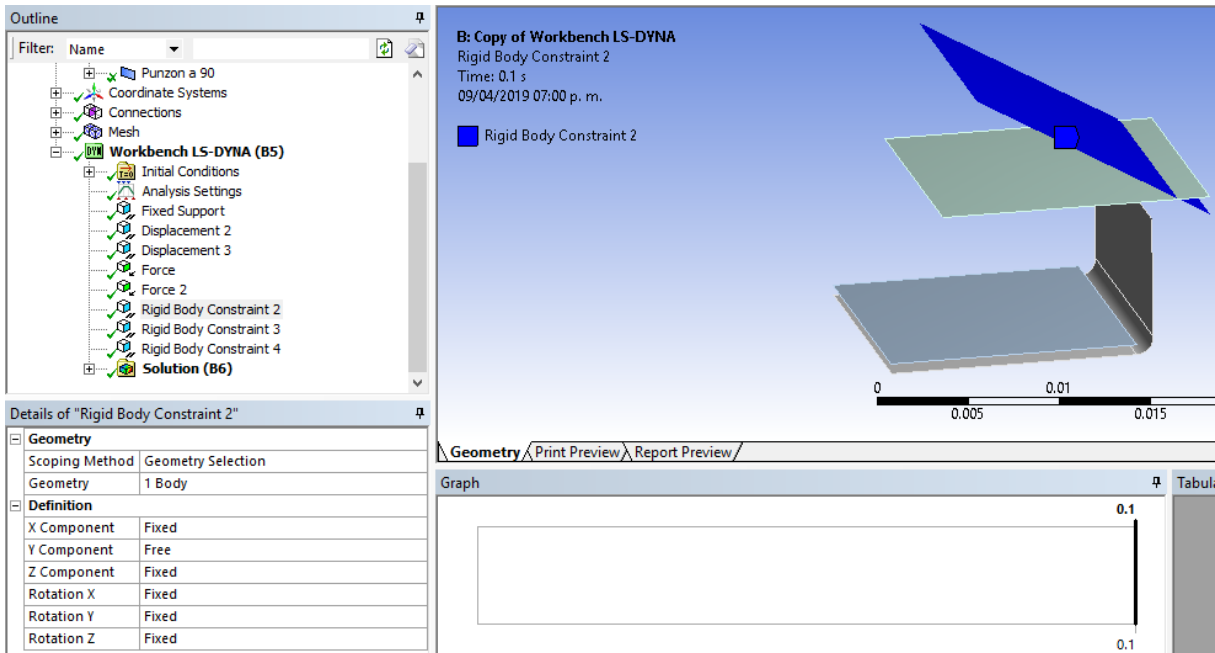 Outline
Filter: Name
Punzon a 90
Coordinate Systems
Connections
Mesh
Workbench LS-DYNA (B5)
Initial Conditions
Analysis Settings
Fixed Support
Displacement 2
Displacement 3
Force
Force 2
Rigid Body Constraint 2
Rigid Body Constraint 3
Rigid Body Constraint 4
Solution (B6)
Details of "Rigid Body Constraint 2"
Geometry
Scoping Method Geometry Selection
Geometry 1 Body
Definition
X Component Fixed
Y Component Free
Z Component Fixed
Rotation X Fixed
Rotation Y Fixed
Rotation Z Fixed
B: Copy of Workbench LS-DYNA
Rigid Body Constraint 2
Time: 0.1 s
09/04/2019 07:00 p. m.
Rigid Body Constraint 2
0 0.01
0.005 0.015
Geometry Print Preview Report Preview
Graph
0.1
0.1